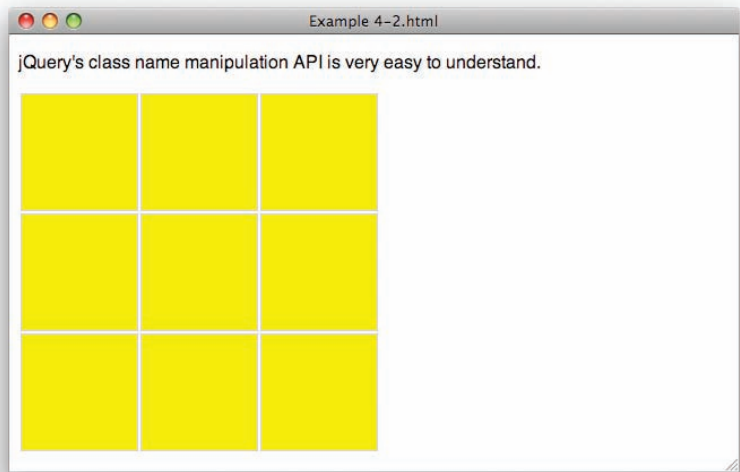 Example 4-2.html
jQuery's class name manipulation API is very easy to understand.